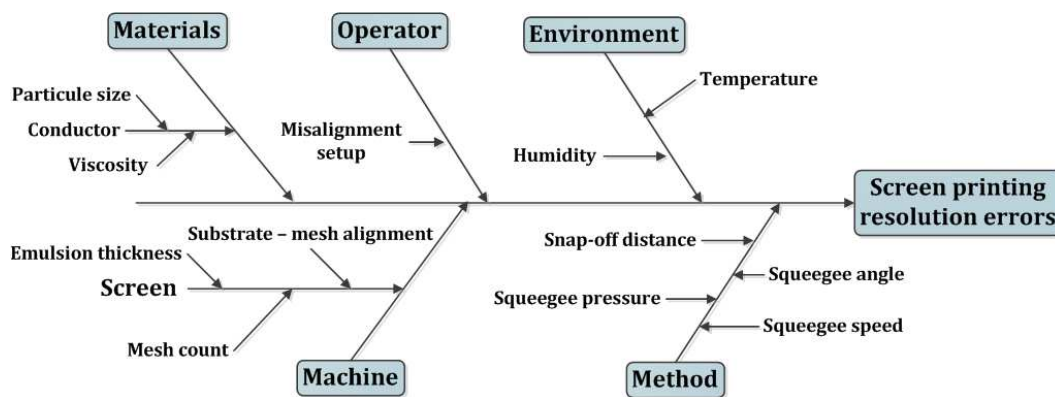 Materials
Operator
Environment
Particule size
Conductor
Viscosity
Misalignment
setup
Temperature
Humidity
Screen printing
resolution errors
Substrate – mesh alignment
Emulsion thickness
Screen
Mesh count
Machine
Snap-off distance
Squeegee angle
Squeegee pressure
Squeegee speed
Method